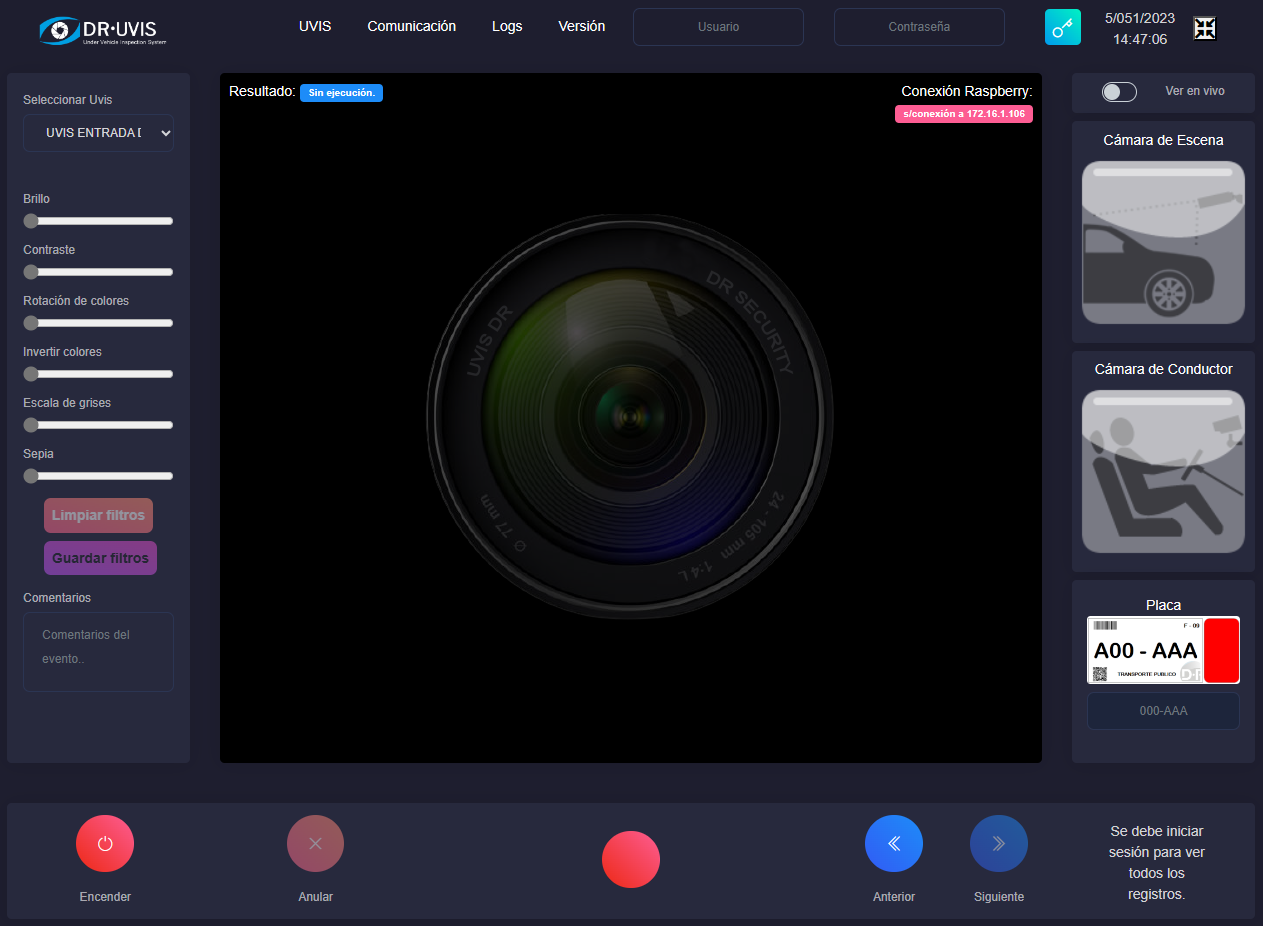 DR·UVIS
Under Vehicle Inspection System
UVIS
Comunicación
Logs
Versión
Usuario
Contraseña
5/051/2023
14:47:06
Seleccionar Uvis
UVIS ENTRADA D
Brillo
Contraste
Rotación de colores
Invertir colores
Escala de grises
Sepia
Limpiar filtros
Guardar filtros
Comentarios
Comentarios del
evento..
Resultado: Sin ejecución.
Conexión Raspberry:
s/conexión a 172.16.1.106
UVIS DR
DR SECURITY
Ø 77 mm
24 - 105 mm 1:4 L
Ver en vivo
Cámara de Escena
Cámara de Conductor
Placa
F - 09
A00 - AAA
TRANSPORTE PUBLICO
DR
000-AAA
Encender
Anular
Anterior
Siguiente
Se debe iniciar
sesión para ver
todos los
registros.